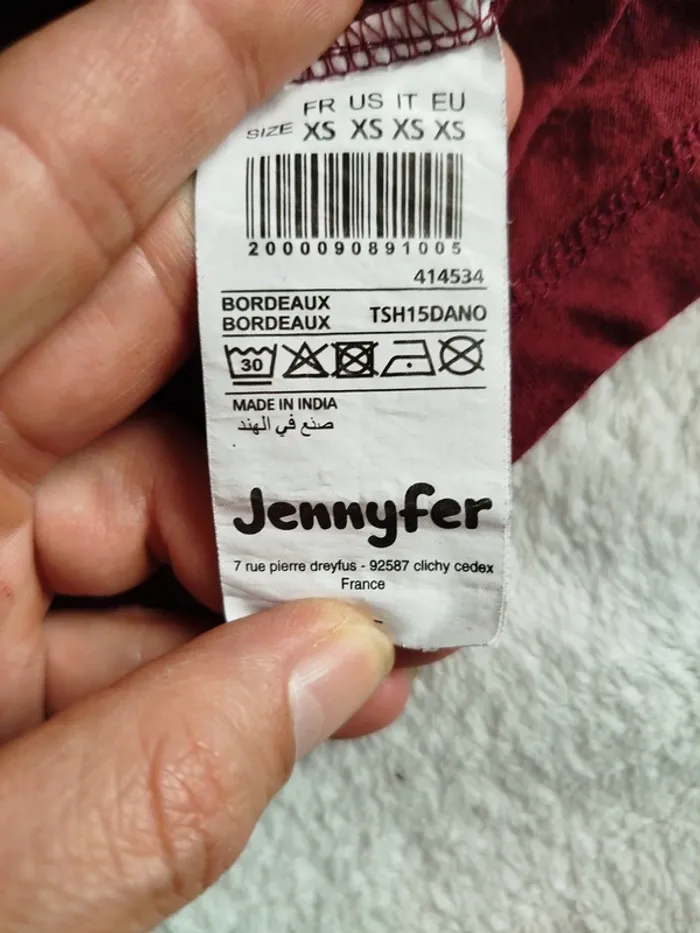 FR US IT EU
SIZE XS XS XS XS
2000090891005
414534
BORDEAUX
BORDEAUX TSH15DANO
30
MADE IN INDIA
صنع في الهند
Jennyfer
7 rue pierre dreyfus - 92587 clichy cedex
France